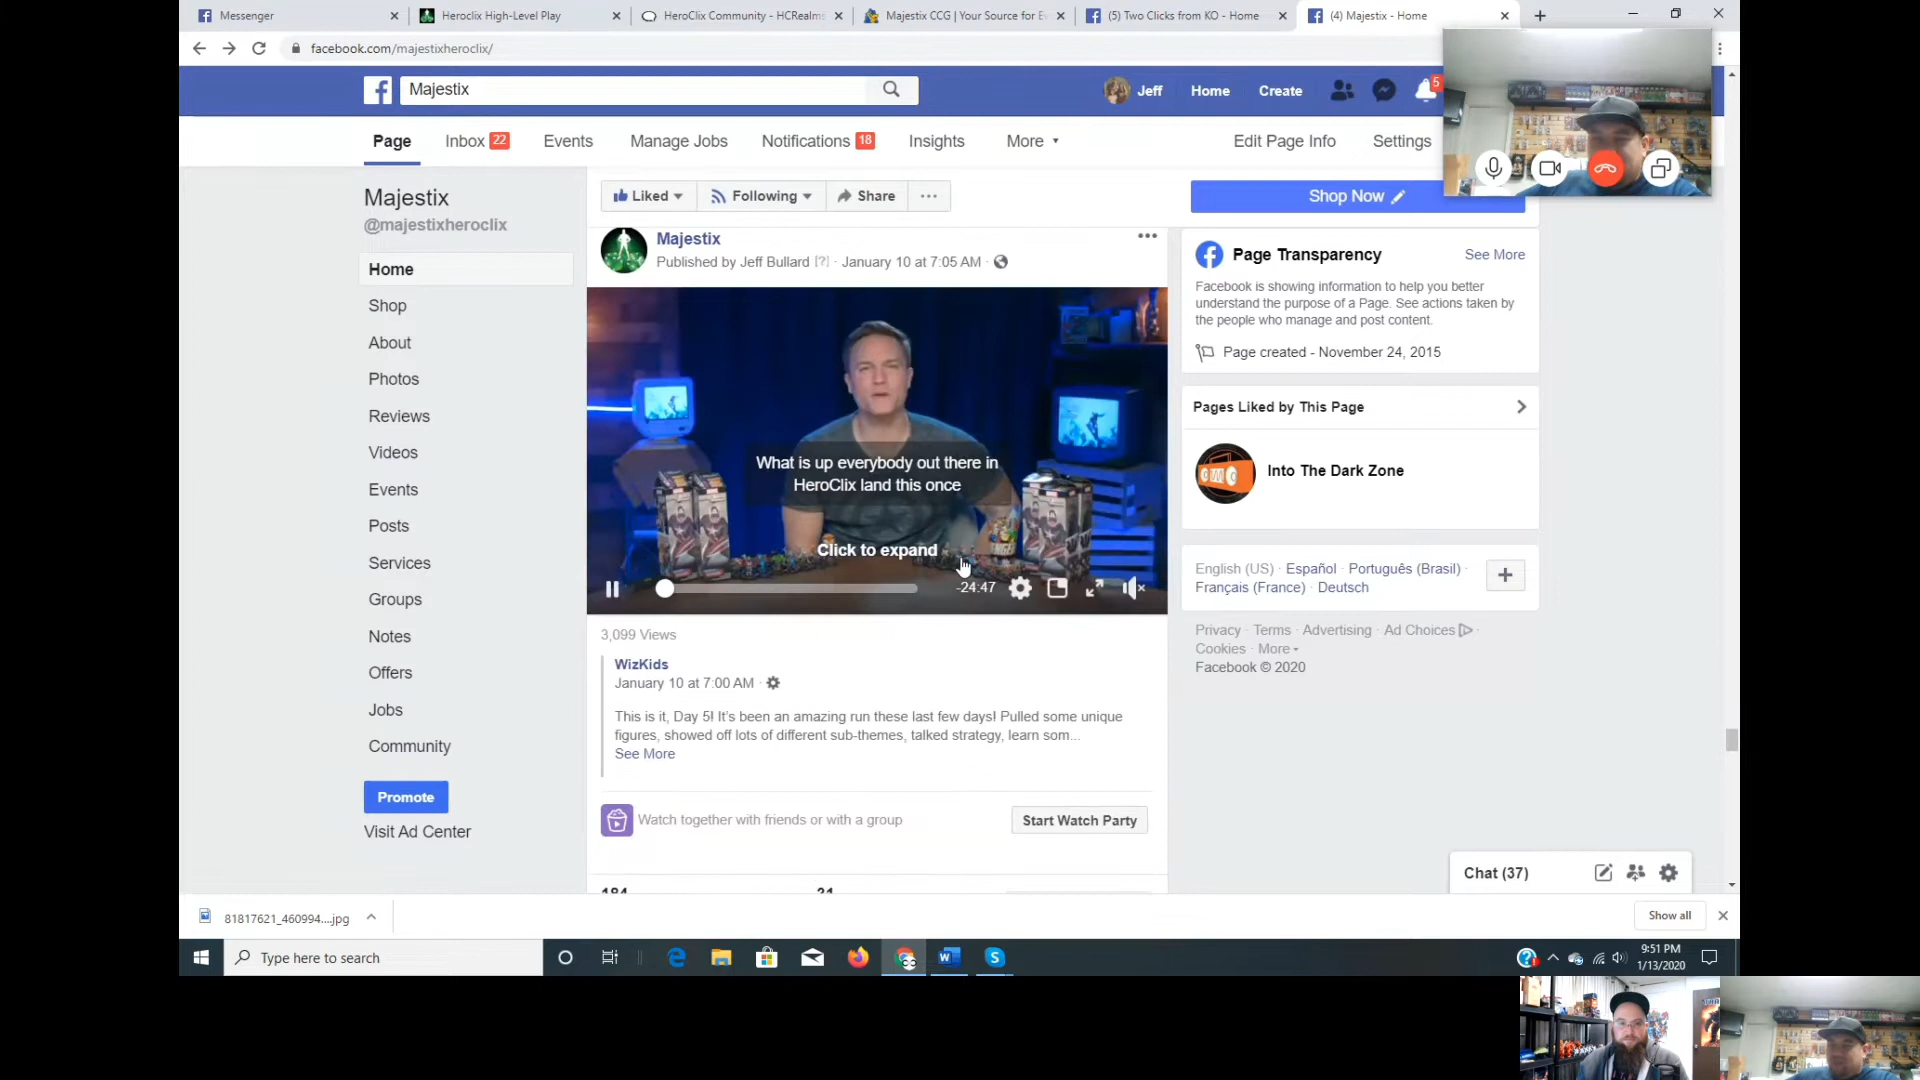 Messenger
Heroclix High-Level Play
HeroClix Community - HCRealms
Majestix CCG | Your Source for E
(5) Two Clicks from KO - Home
(4) Majestix - Home
facebook.com/majestixheroclix/
Majestix
Jeff
Home
Create
5
Page
Inbox 22
Events
Manage Jobs
Notifications 18
Insights
More
Edit Page Info
Settings
Majestix
@majestixheroclix
Home
Shop
About
Photos
Reviews
Videos
Events
Posts
Services
Groups
Notes
Offers
Jobs
Community
Promote
Visit Ad Center
Liked
Following
Share
Shop Now
Majestix
Published by Jeff Bullard [?] · January 10 at 7:05 AM ·
What is up everybody out there in
HeroClix land this once
Click to expand
-24:47
3,099 Views
WizKids
January 10 at 7:00 AM ·
This is it, Day 5! It's been an amazing run these last few days! Pulled some unique
figures, showed off lots of different sub-themes, talked strategy, learn som...
See More
Watch together with friends or with a group
Start Watch Party
184
31
Page Transparency
See More
Facebook is showing information to help you better
understand the purpose of a Page. See actions taken by
the people who manage and post content.
Page created - November 24, 2015
Pages Liked by This Page
Into The Dark Zone
English (US) · Español · Português (Brasil) ·
Français (France) · Deutsch
Privacy · Terms · Advertising · Ad Choices ·
Cookies · More
Facebook © 2020
Chat (37)
81817621_460994....jpg
Show all
Type here to search
9:51 PM
1/13/2020